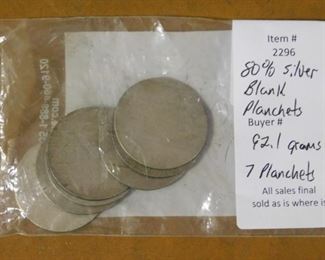 Item #
2296
80% Silver
Blank
Planchets
Buyer #
92.1 grams
7 Planchets
All sales final
sold as is where is